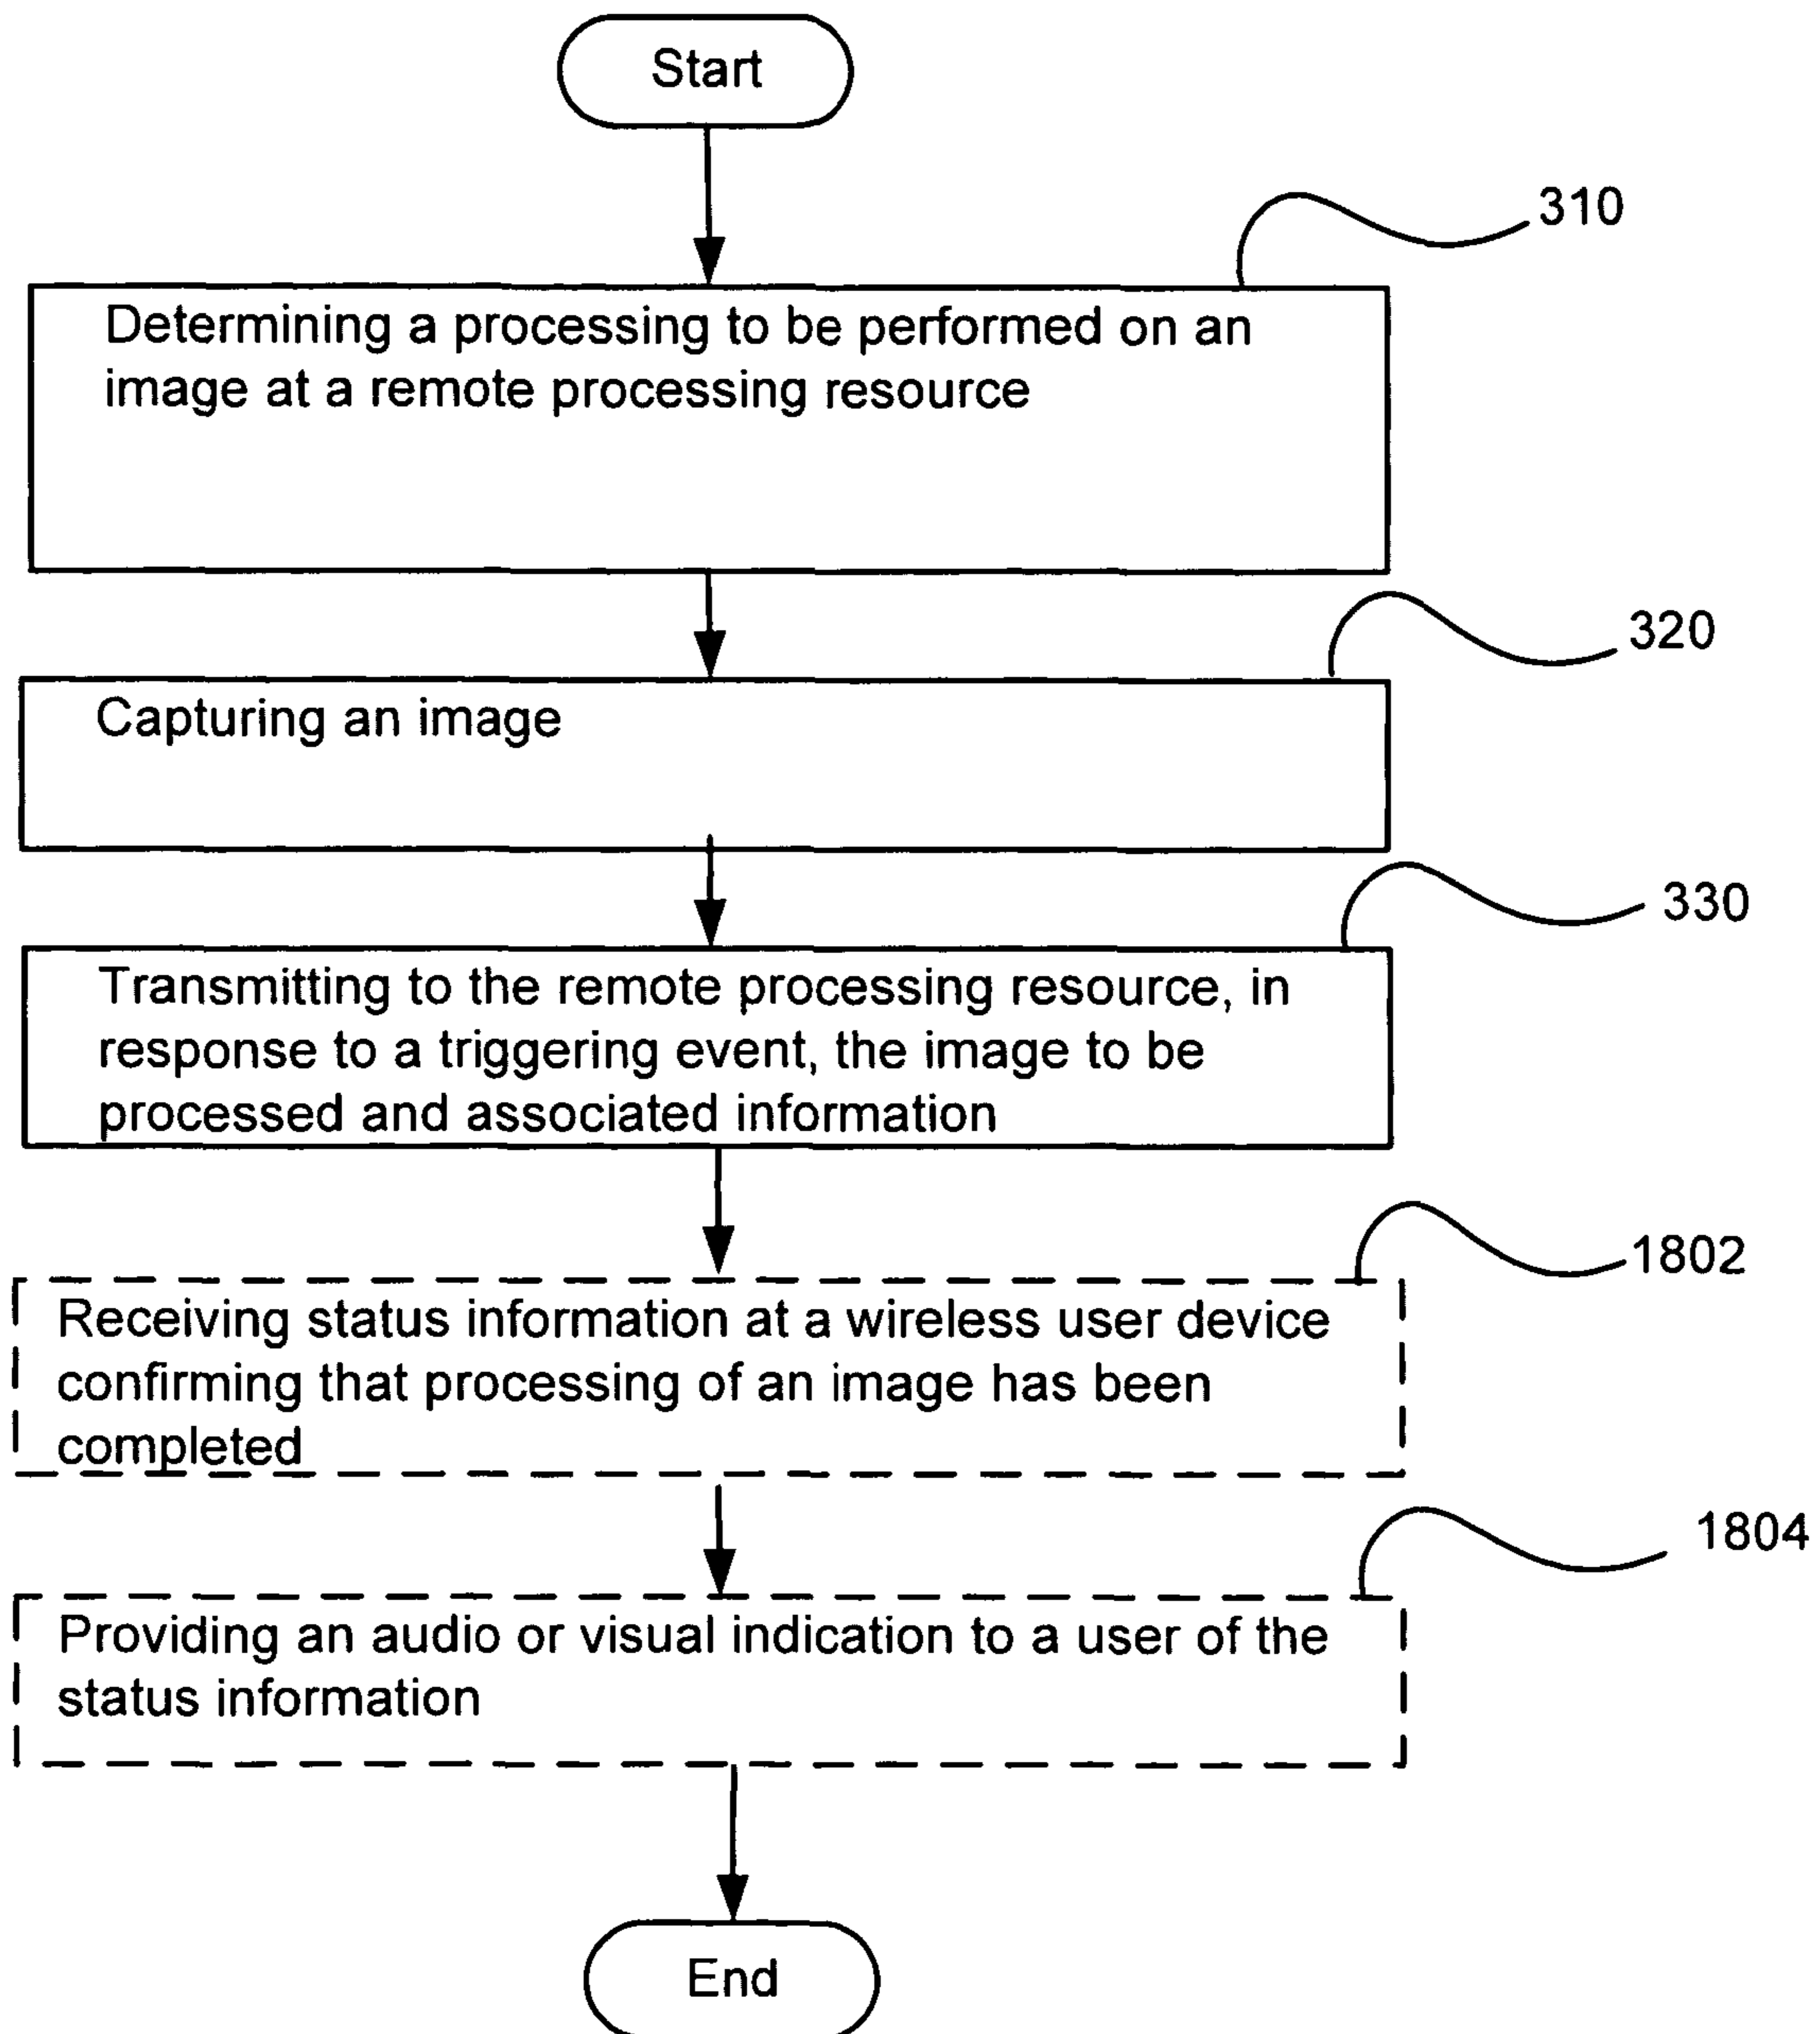 Start
310
Determining a processing to be performed on an
image at a remote processing resource
320
Capturing an image
330
Transmitting to the remote processing resource, in
response to a triggering event, the image to be
processed and associated information
1802
Receiving status information at a wireless user device
confirming that processing of an image has been
completed
1804
Providing an audio or visual indication to a user of the
status information
End